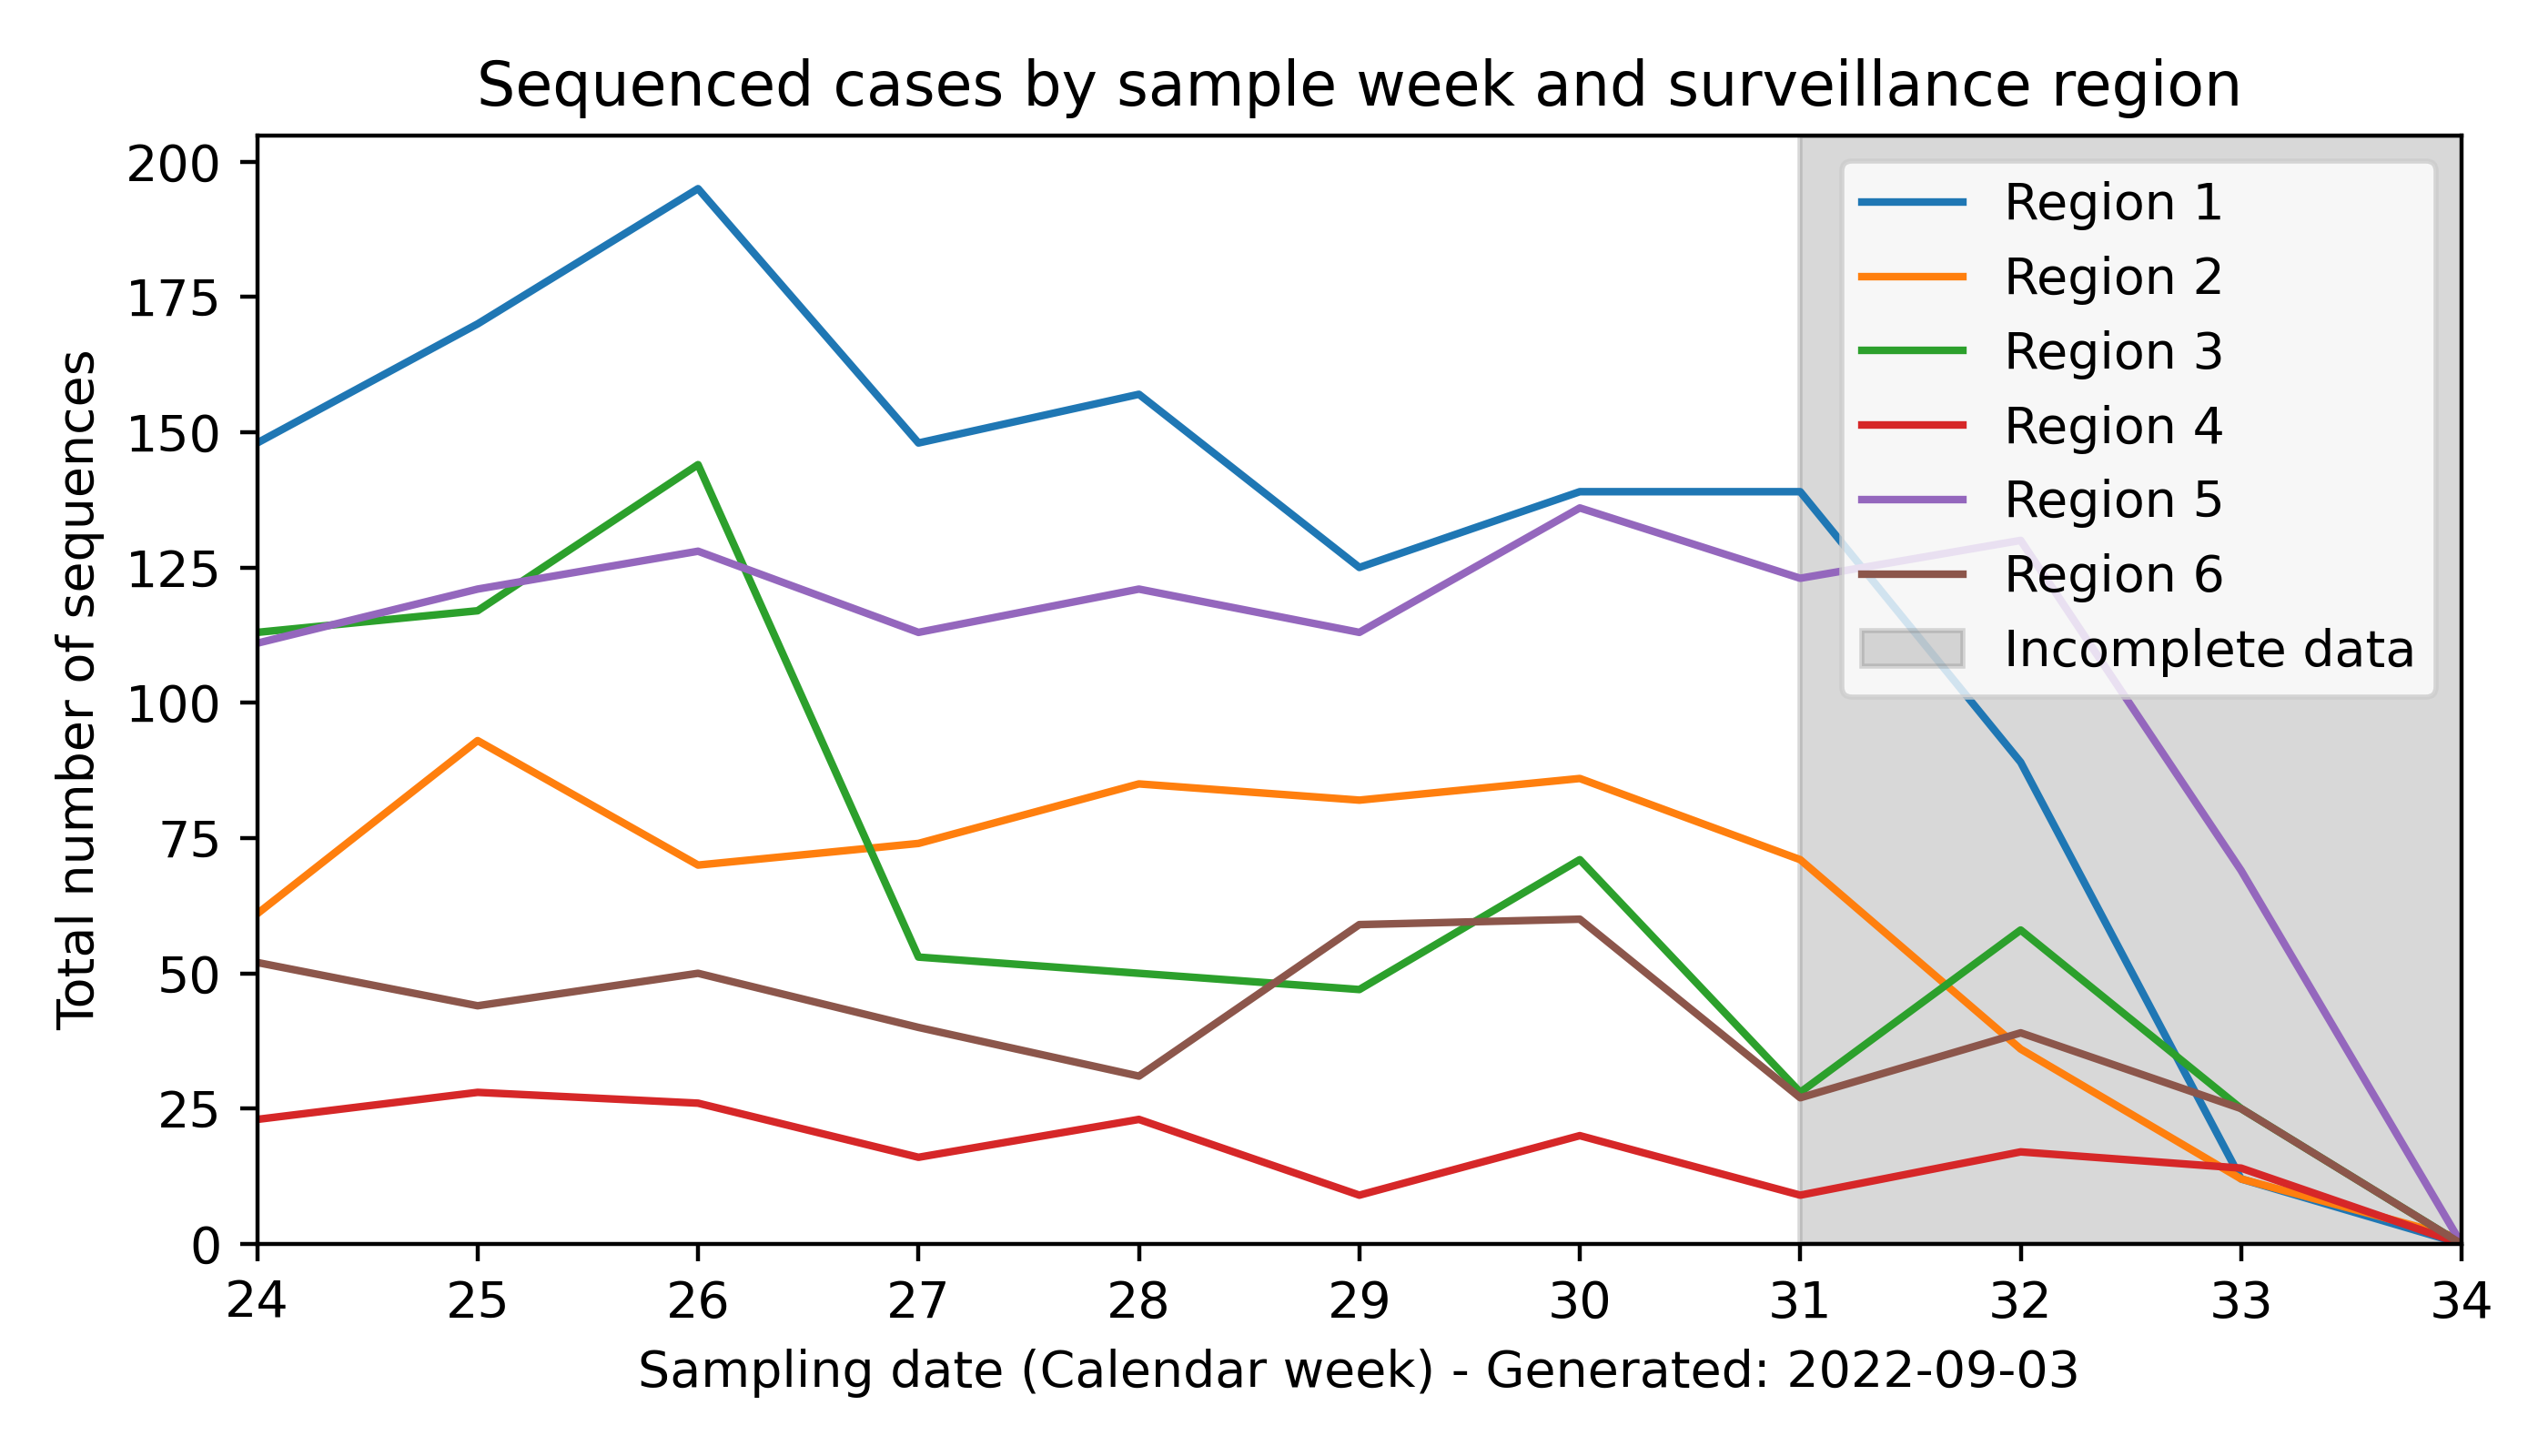 Sequenced cases by sample week and surveillance region
Total number of sequences
200
175
150
125
100
75
50
25
0
24 25 26 27 28 29 30 31 32 33 34
Sampling date (Calendar week) - Generated: 2022-09-03
Region 1
Region 2
Region 3
Region 4
Region 5
Region 6
Incomplete data